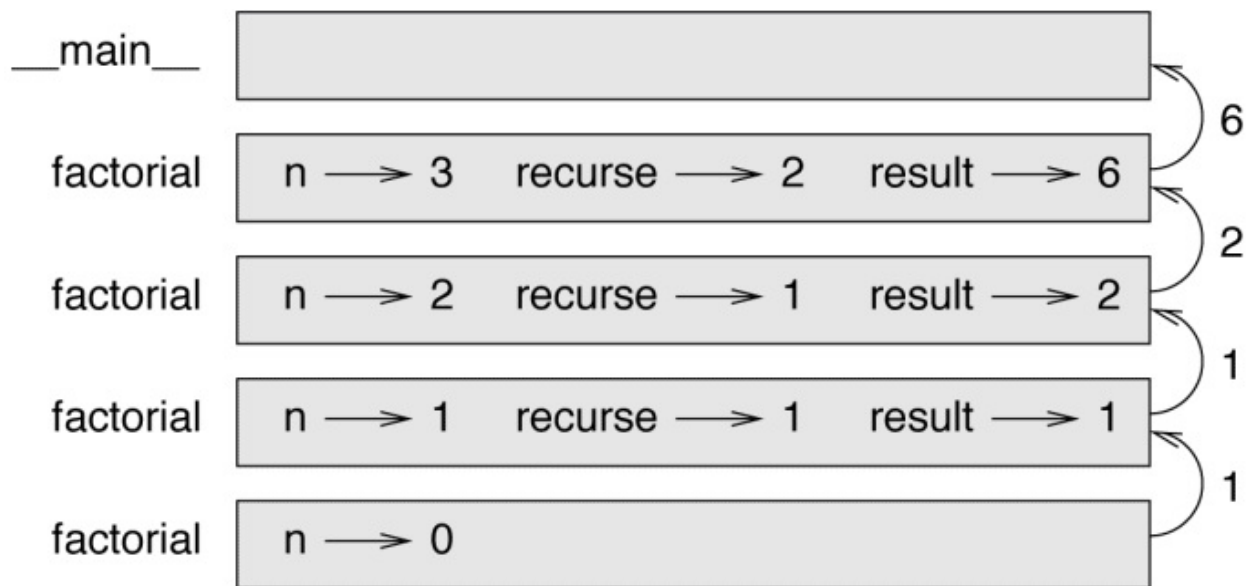 __main__
6
factorial n 3 recurse 2 result 6
2
factorial n 2 recurse 1 result 2
1
factorial n 1 recurse 1 result 1
1
factorial n 0